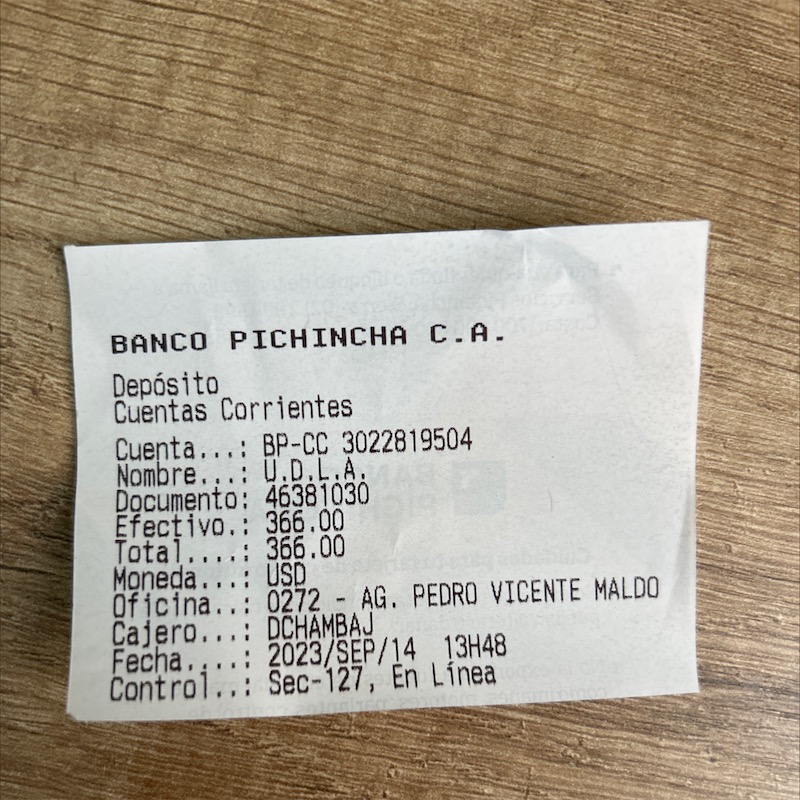 BANCO PICHINCHA C.A.
Depósito
Cuentas Corrientes
Cuenta...: BP-CC 3022819504
Nombre...: U.D.L.A.
Documento: 46381030
Efectivo.: 366.00
Total....: 366.00
Moneda...: USD
Oficina..: 0272 - AG. PEDRO VICENTE MALDO
Cajero...: DCHAMBAJ
Fecha....: 2023/SEP/14 13H48
Control..: Sec-127, En Línea